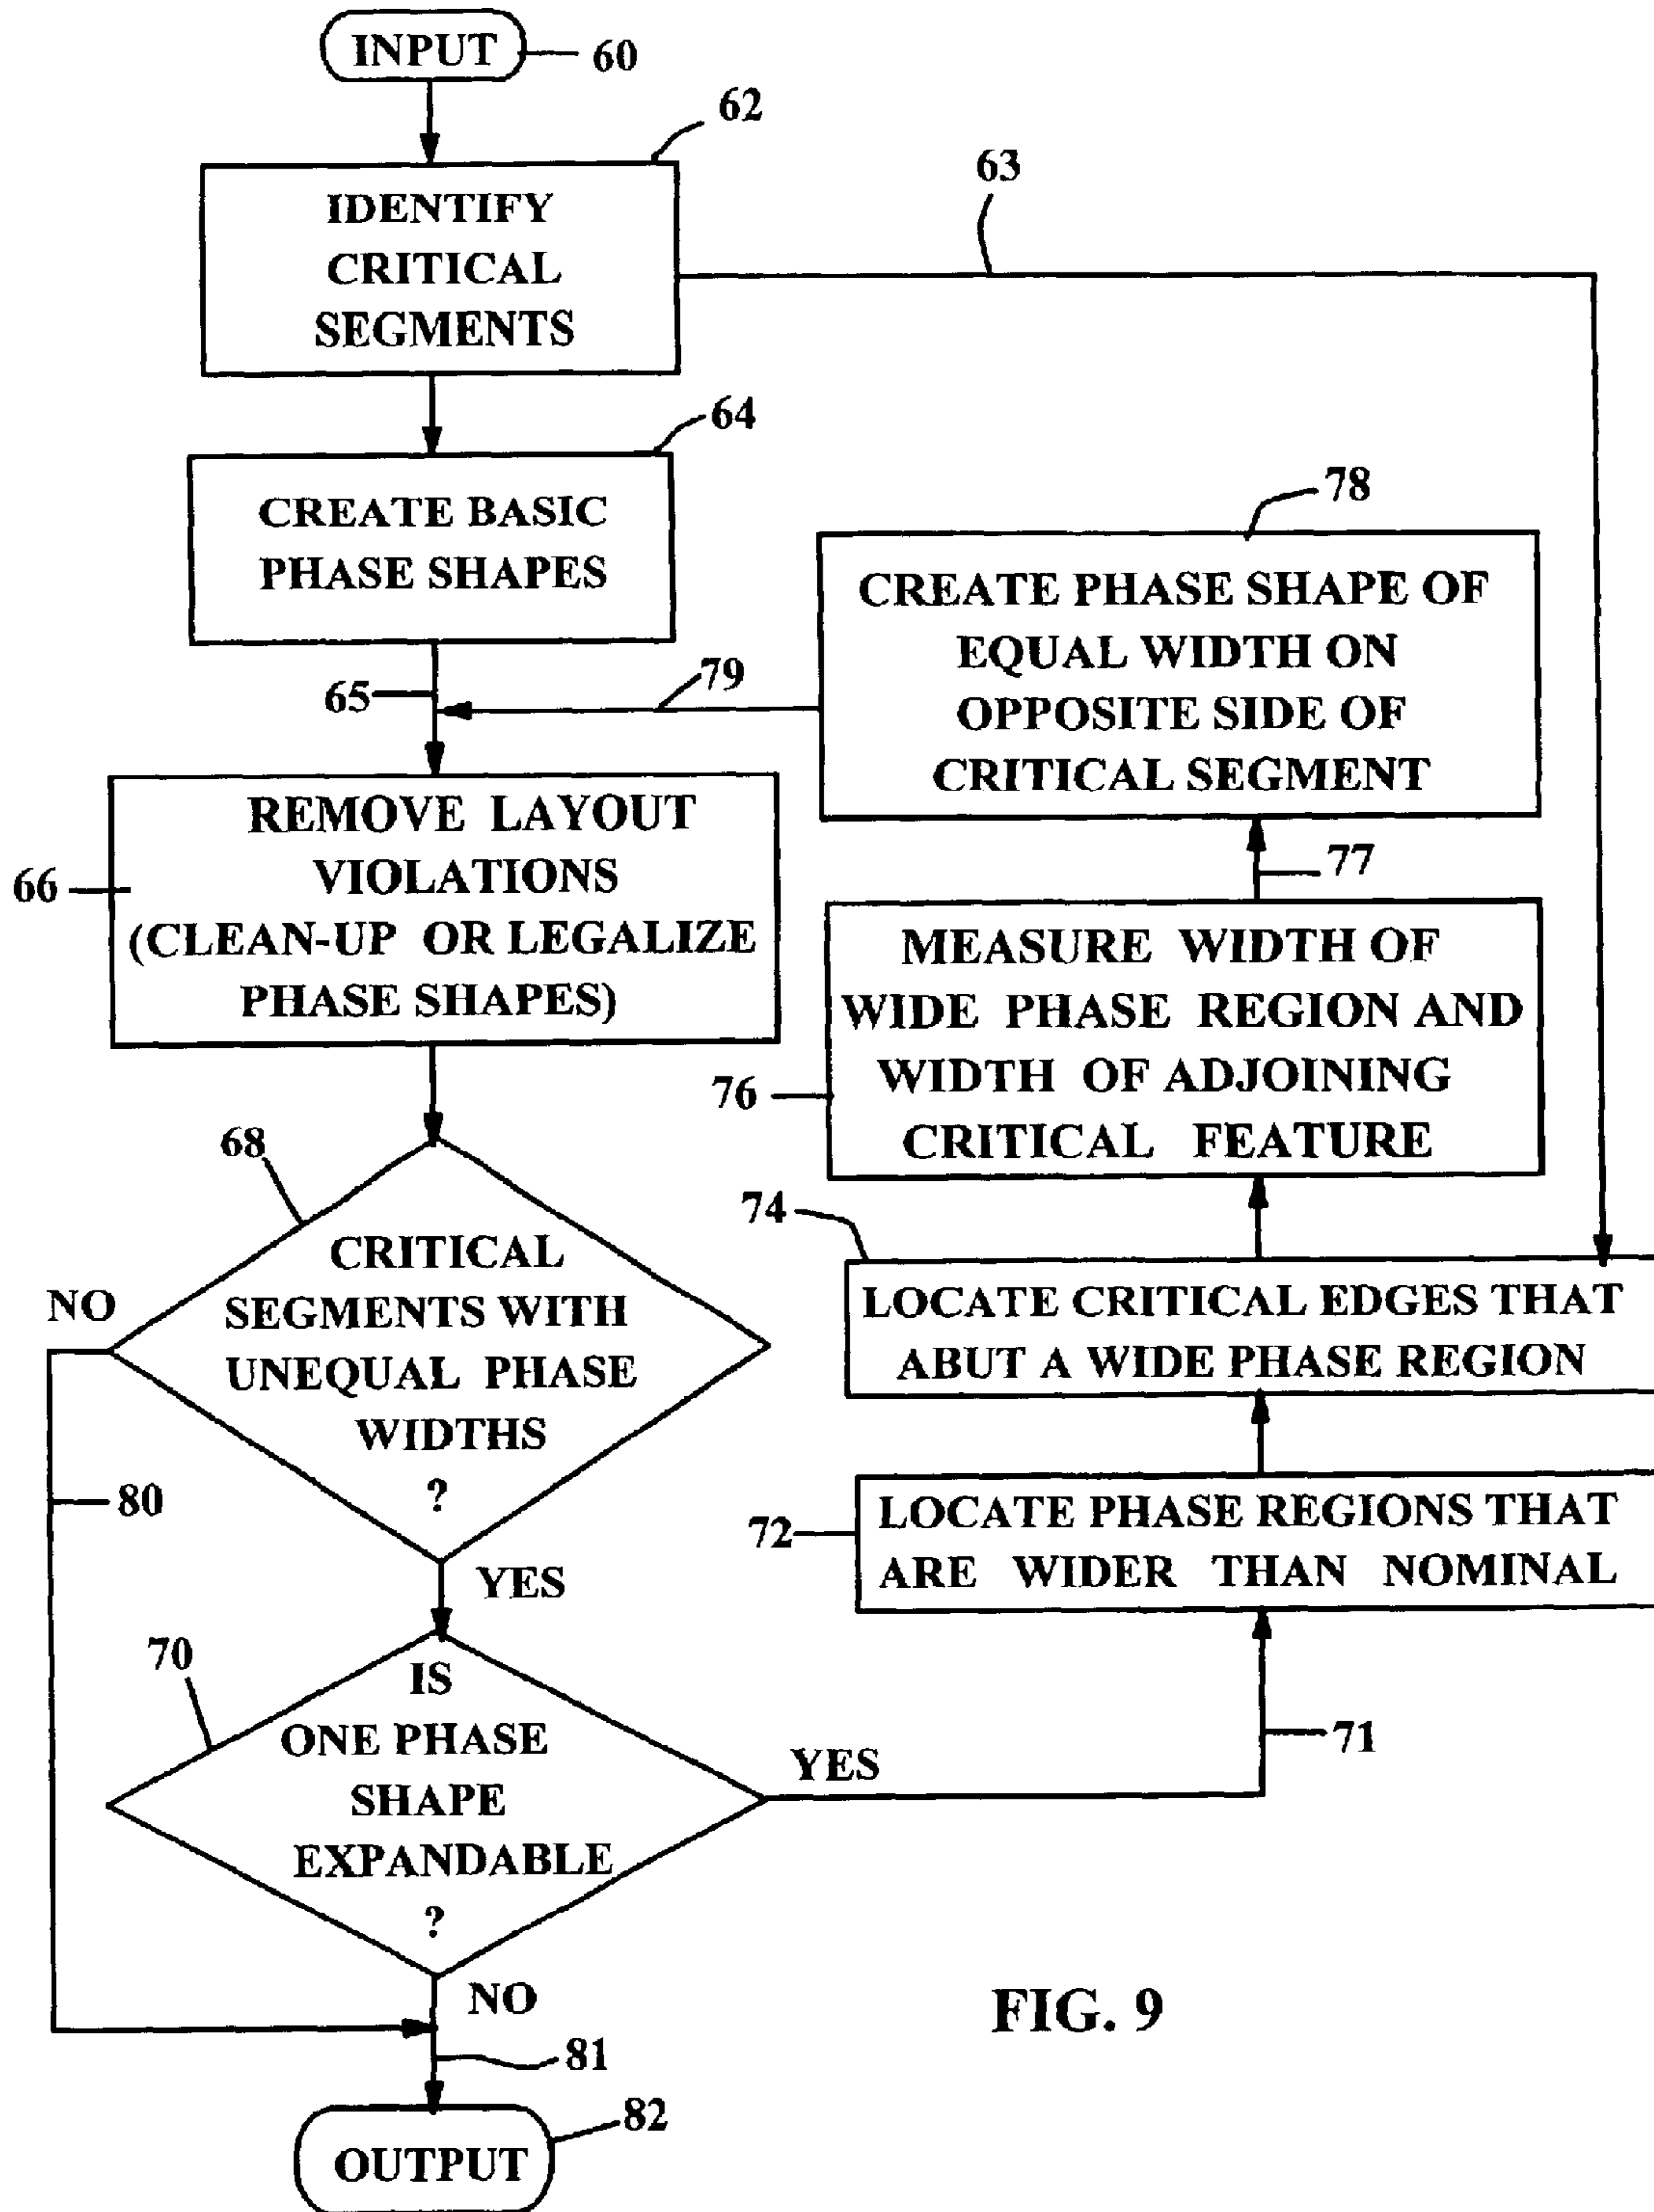 INPUT
60
62
IDENTIFY
CRITICAL
SEGMENTS
63
64
CREATE BASIC
PHASE SHAPES
65
79
78
CREATE PHASE SHAPE OF
EQUAL WIDTH ON
OPPOSITE SIDE OF
CRITICAL SEGMENT
77
66
REMOVE LAYOUT
VIOLATIONS
(CLEAN-UP OR LEGALIZE
PHASE SHAPES)
76
MEASURE WIDTH OF
WIDE PHASE REGION AND
WIDTH OF ADJOINING
CRITICAL FEATURE
68
CRITICAL
SEGMENTS WITH
UNEQUAL PHASE
WIDTHS
?
NO
80
YES
74
LOCATE CRITICAL EDGES THAT
ABUT A WIDE PHASE REGION
72
LOCATE PHASE REGIONS THAT
ARE WIDER THAN NOMINAL
70
IS
ONE PHASE
SHAPE
EXPANDABLE
?
YES
71
NO
81
OUTPUT
82
FIG. 9